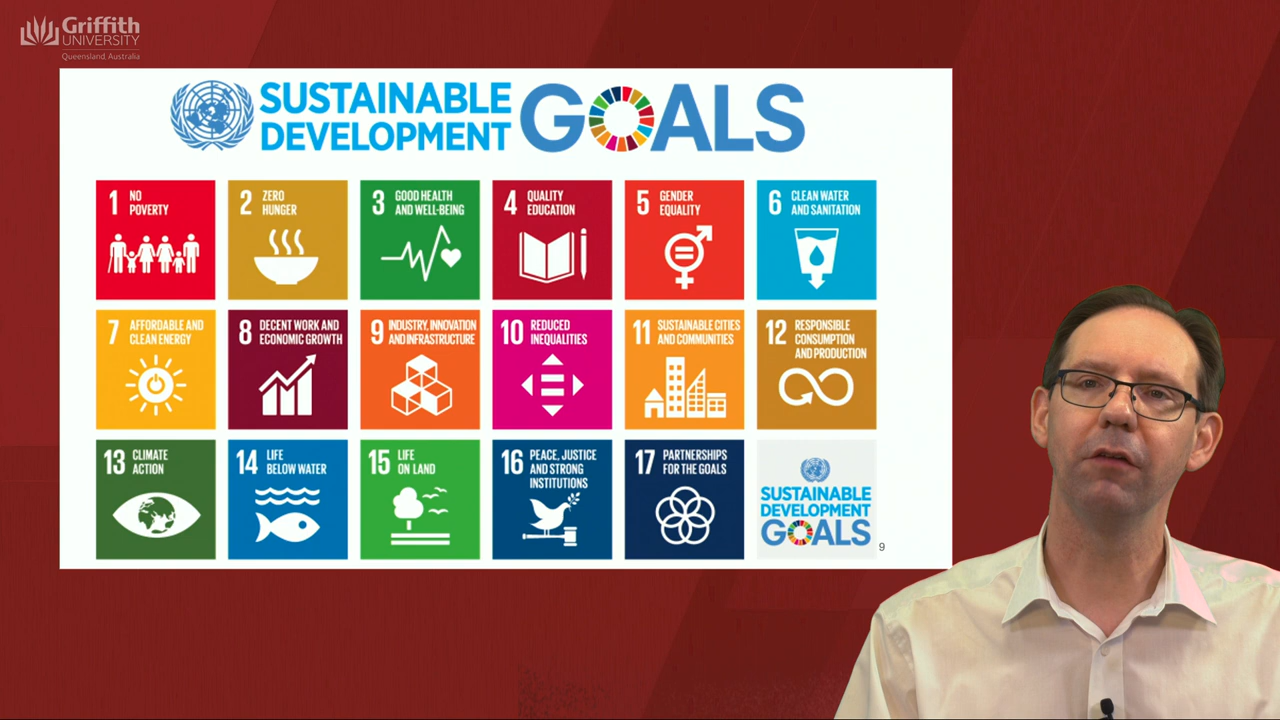 Griffith
UNIVERSITY
Queensland, Australia
SUSTAINABLE
DEVELOPMENT
GOALS
1 NO
POVERTY
2 ZERO
HUNGER
3 GOOD HEALTH
AND WELL-BEING
4 QUALITY
EDUCATION
5 GENDER
EQUALITY
6 CLEAN WATER
AND SANITATION
7 AFFORDABLE AND
CLEAN ENERGY
8 DECENT WORK AND
ECONOMIC GROWTH
9 INDUSTRY, INNOVATION
AND INFRASTRUCTURE
10 REDUCED
INEQUALITIES
11 SUSTAINABLE CITIES
AND COMMUNITIES
12 RESPONSIBLE
CONSUMPTION
AND PRODUCTION
13 CLIMATE
ACTION
14 LIFE
BELOW WATER
15 LIFE
ON LAND
16 PEACE, JUSTICE
AND STRONG
INSTITUTIONS
17 PARTNERSHIPS
FOR THE GOALS
SUSTAINABLE
DEVELOPMENT
GOALS
9